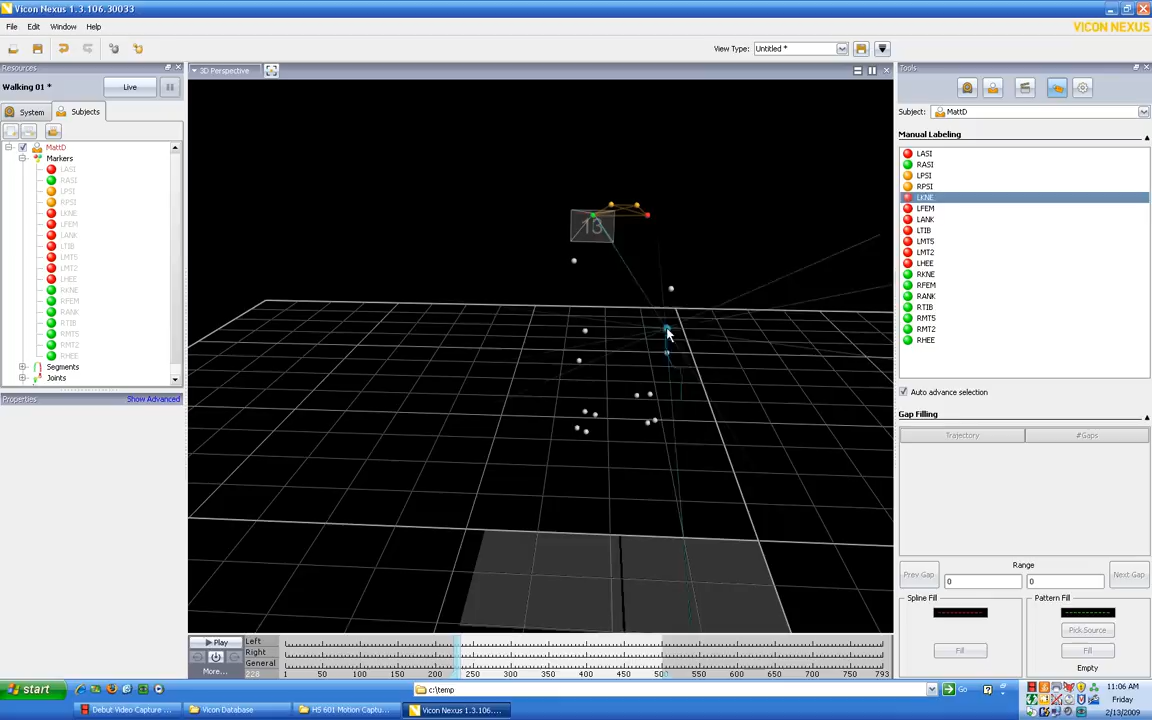 Vicon Nexus 1.3.106.30033
File Edit Window Help
VICON NEXUS
View Type: Untitled *
Resources
Walking 01 *
Live
System Subjects
MattD
Markers
LASI
RASI
LPSI
RPSI
LKNE
LFEM
LANK
LTIB
LMT5
LMT2
LHEE
RKNE
RFEM
RANK
RTIB
RMT5
RMT2
RHEE
Segments
Joints
Properties Show Advanced
3D Perspective
13
Play
More...
Left
Right
General
228
1 50 100 150 200 250 300 350 400 450 500 550 600 650 700 750 793
Tools
Subject: MattD
Manual Labeling
LASI
RASI
LPSI
RPSI
LKNE
LFEM
LANK
LTIB
LMT5
LMT2
LHEE
RKNE
RFEM
RANK
RTIB
RMT5
RMT2
RHEE
Auto advance selection
Gap Filling
Trajectory #Gaps
Range
Prev Gap 0 0 Next Gap
Spline Fill Pattern Fill
Pick Source
Fill Fill
Empty
start
Debut Video Capture ...
Vicon Database
HS 601 Motion Captu...
Vicon Nexus 1.3.106....
c:\temp
Go
11:06 AM
Friday
2/13/2009